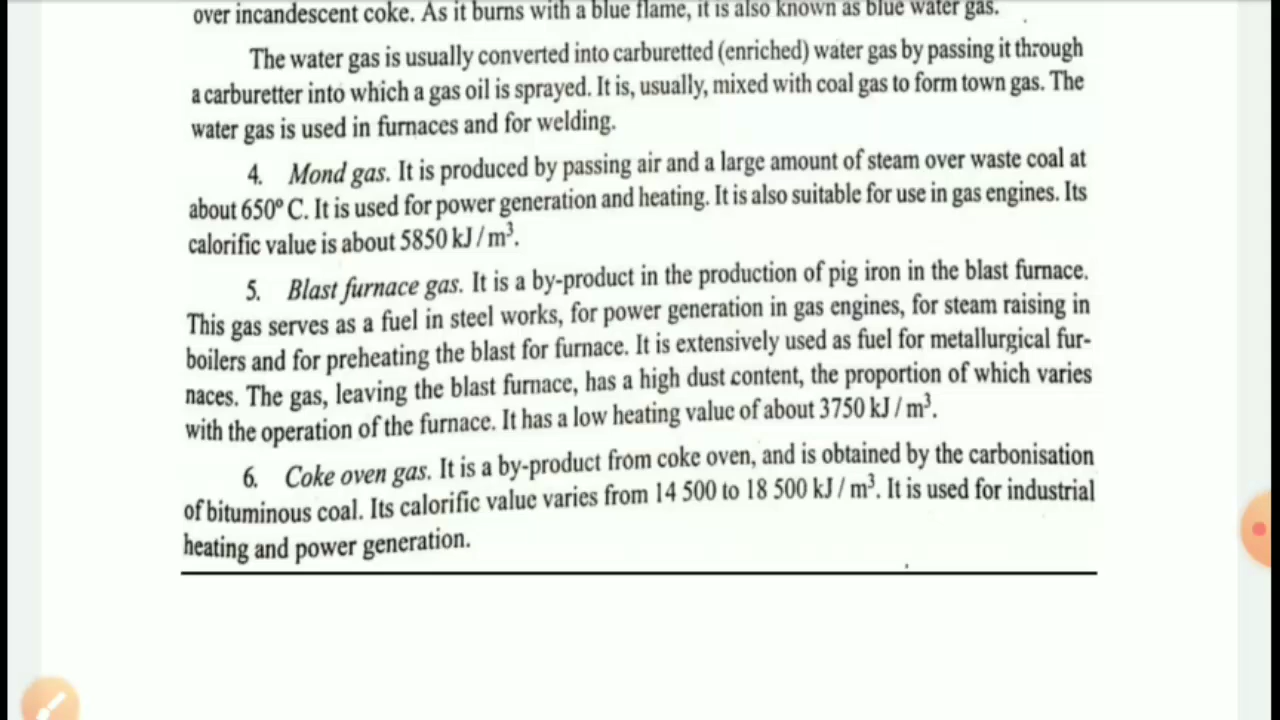 over incandescent coke. As it burns with a blue flame, it is also known as blue water gas.
The water gas is usually converted into carburetted (enriched) water gas by passing it through
a carburetter into which a gas oil is sprayed. It is, usually, mixed with coal gas to form town gas. The
water gas is used in furnaces and for welding.
4. Mond gas. It is produced by passing air and a large amount of steam over waste coal at
about 650° C. It is used for power generation and heating. It is also suitable for use in gas engines. Its
calorific value is about 5850 kJ / m³.
5. Blast furnace gas. It is a by-product in the production of pig iron in the blast furnace.
This gas serves as a fuel in steel works, for power generation in gas engines, for steam raising in
boilers and for preheating the blast for furnace. It is extensively used as fuel for metallurgical fur-
naces. The gas, leaving the blast furnace, has a high dust content, the proportion of which varies
with the operation of the furnace. It has a low heating value of about 3750 kJ / m³.
6. Coke oven gas. It is a by-product from coke oven, and is obtained by the carbonisation
of bituminous coal. Its calorific value varies from 14 500 to 18 500 kJ / m³. It is used for industrial
heating and power generation.